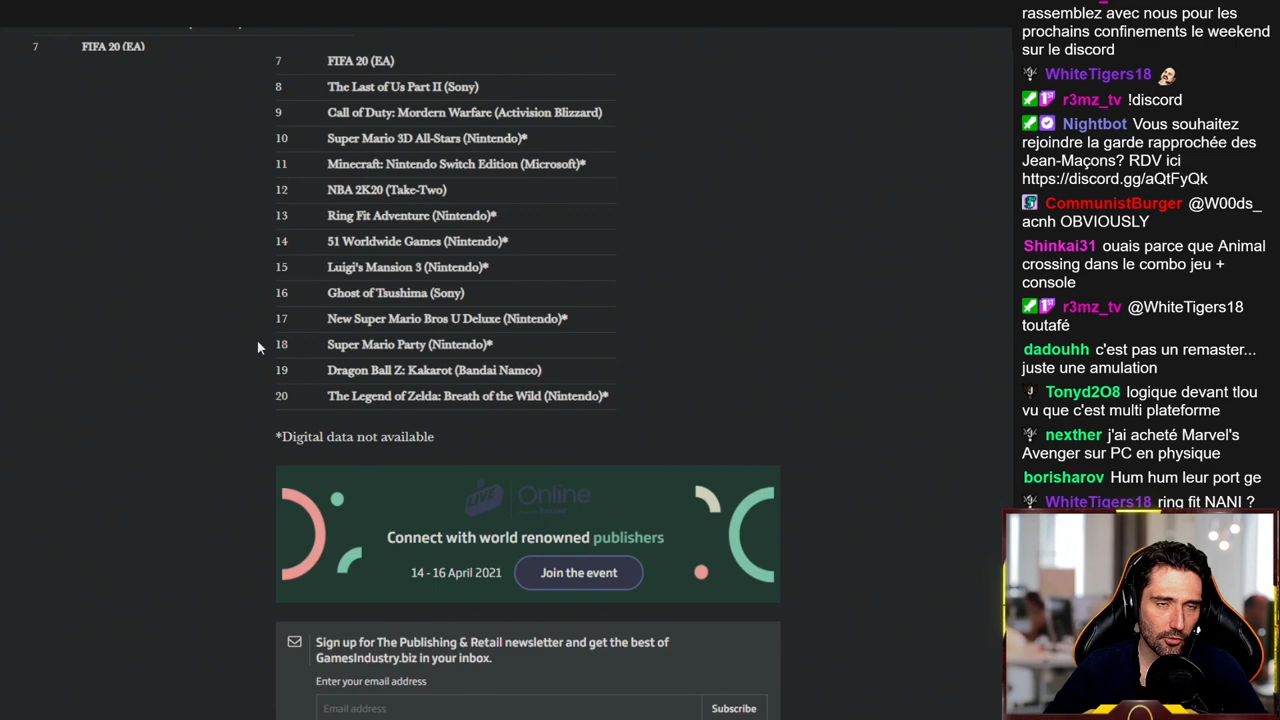 7 FIFA 20 (EA)
7 FIFA 20 (EA)
8 The Last of Us Part II (Sony)
9 Call of Duty: Mordern Warfare (Activision Blizzard)
10 Super Mario 3D All-Stars (Nintendo)*
11 Minecraft: Nintendo Switch Edition (Microsoft)*
12 NBA 2K20 (Take-Two)
13 Ring Fit Adventure (Nintendo)*
14 51 Worldwide Games (Nintendo)*
15 Luigi's Mansion 3 (Nintendo)*
16 Ghost of Tsushima (Sony)
17 New Super Mario Bros U Deluxe (Nintendo)*
18 Super Mario Party (Nintendo)*
19 Dragon Ball Z: Kakarot (Bandai Namco)
20 The Legend of Zelda: Breath of the Wild (Nintendo)*
*Digital data not available
LIVE Online
Connect with world renowned publishers
14 - 16 April 2021 Join the event
Sign up for The Publishing & Retail newsletter and get the best of
GamesIndustry.biz in your inbox.
Enter your email address
Email address Subscribe
rassemblez avec nous pour les
prochains confinements le weekend
sur le discord
WhiteTigers18
r3mz_tv !discord
Nightbot Vous souhaitez
rejoindre la garde rapprochée des
Jean-Maçons? RDV ici
https://discord.gg/aQtFyQk
CommunistBurger @W00ds_
acnh OBVIOUSLY
Shinkai31 ouais parce que Animal
crossing dans le combo jeu +
console
r3mz_tv @WhiteTigers18
toutafé
dadouhh c'est pas un remaster...
juste une amulation
Tonyd2O8 logique devant tlou
vu que c'est multi plateforme
nexther j'ai acheté Marvel's
Avenger sur PC en physique
borisharov Hum hum leur port ge
WhiteTigers18 ring fit NANI ?